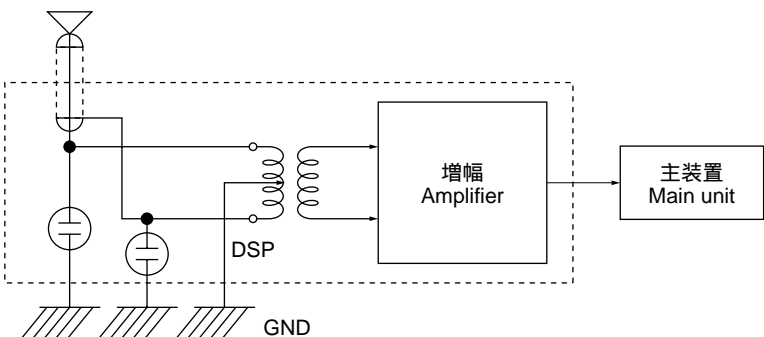 増幅
Amplifier
主装置
Main unit
DSP
GND